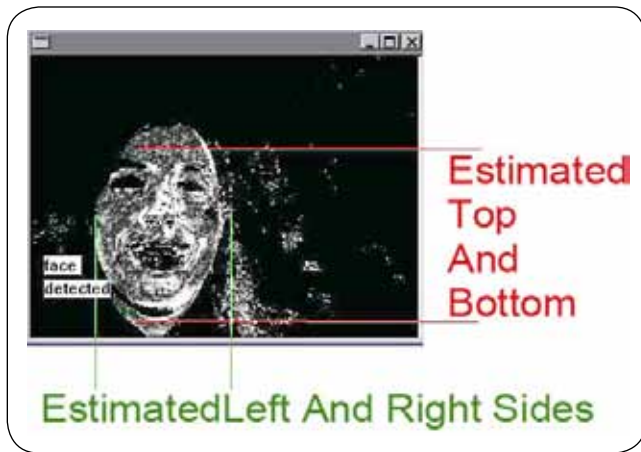 Estimated
Top
And
Bottom
face
detected
EstimatedLeft And Right Sides